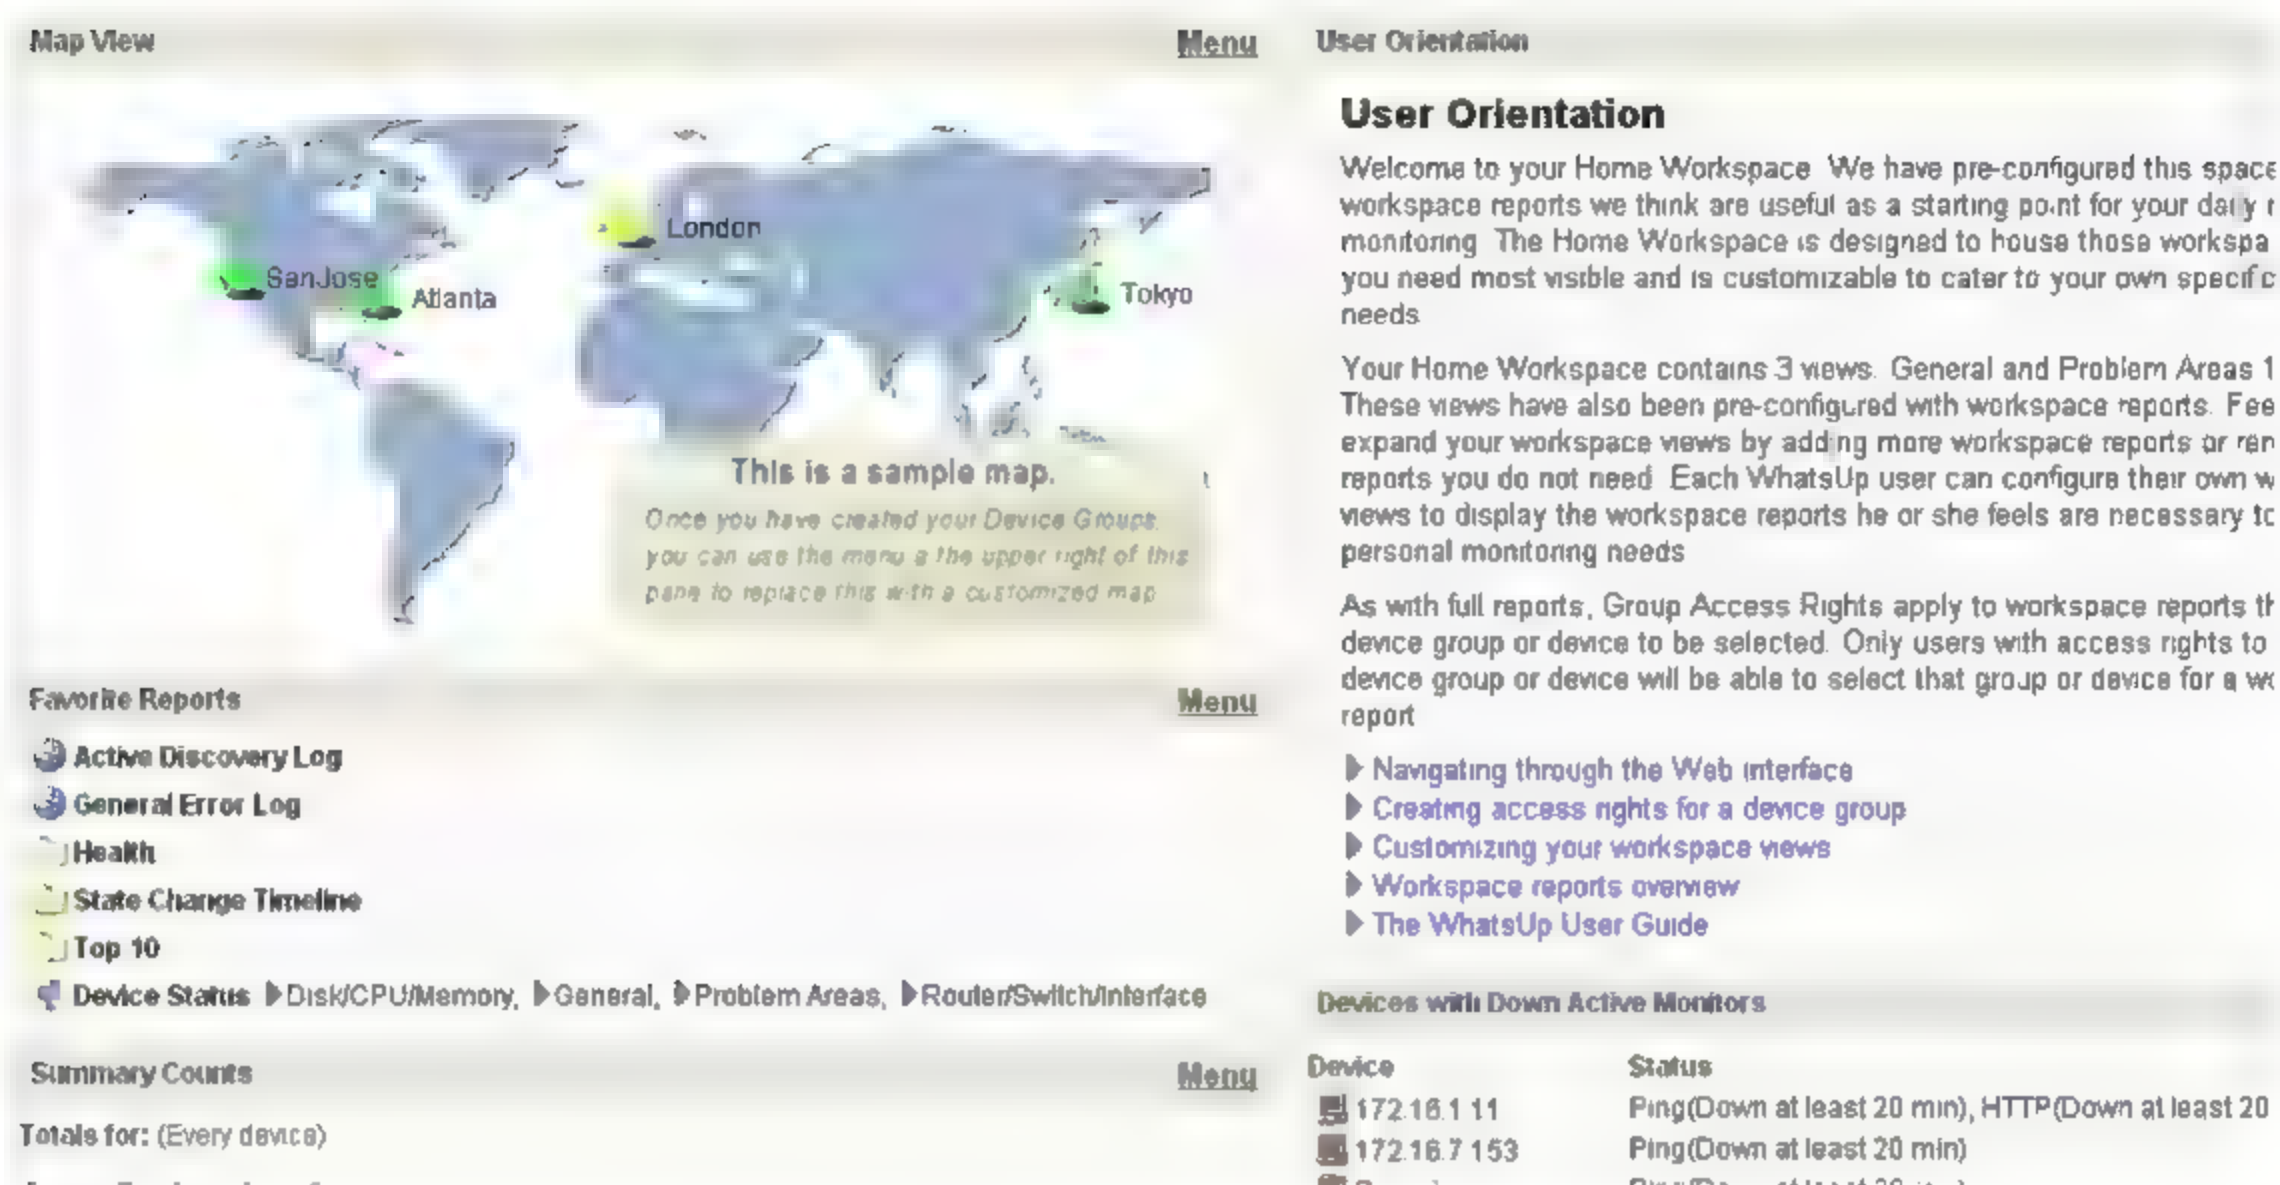 Map View
Menu
SanJose
Atlanta
London
Tokyo
This is a sample map.
Once you have created your Device Groups,
you can use the menu a the upper right of this
pane to replace this with a customized map
Favorite Reports
Menu
Active Discovery Log
General Error Log
Health
State Change Timeline
Top 10
Device Status Disk/CPU/Memory, General, Problem Areas, Router/Switch/Interface
Summary Counts
Menu
Totals for: (Every device)
User Orientation
User Orientation
Welcome to your Home Workspace. We have pre-configured this space
workspace reports we think are useful as a starting point for your daily
monitoring. The Home Workspace is designed to house those workspa
you need most visible and is customizable to cater to your own specific
needs
Your Home Workspace contains 3 views. General and Problem Areas 1
These views have also been pre-configured with workspace reports. Fee
expand your workspace views by adding more workspace reports or
reports you do not need. Each WhatsUp user can configure their own w
views to display the workspace reports he or she feels are necessary to
personal monitoring needs
As with full reports, Group Access Rights apply to workspace reports th
device group or device to be selected. Only users with access rights to
device group or device will be able to select that group or device for a wo
report
Navigating through the Web interface
Creating access rights for a device group
Customizing your workspace views
Workspace reports overview
The WhatsUp User Guide
Devices with Down Active Monitors
Device Status
172.16.1.11 Ping(Down at least 20 min), HTTP(Down at least 20
172.16.7.153 Ping(Down at least 20 min)